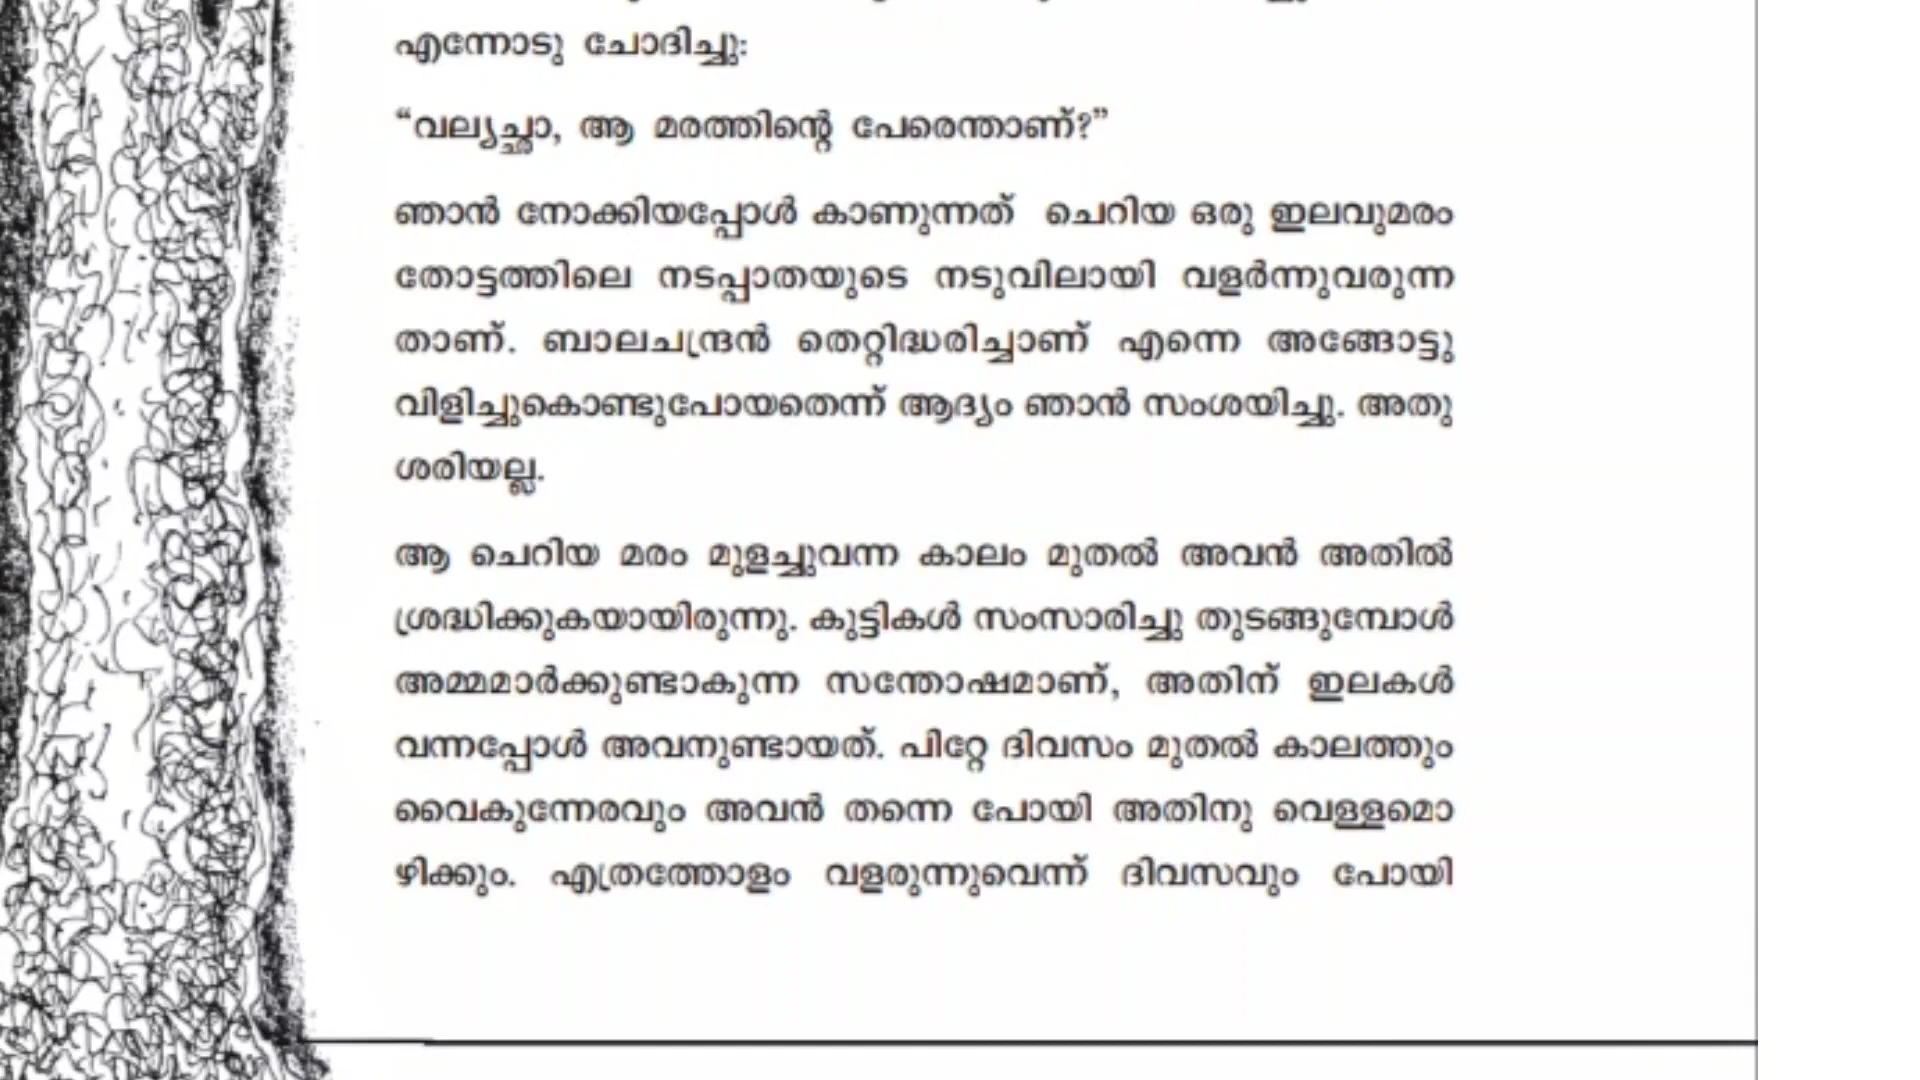 എന്നോടു ചോദിച്ചു:
“വല്യച്ഛാ, ആ മരത്തിന്റെ പേരെന്താണ്?”
ഞാൻ നോക്കിയപ്പോൾ കാണുന്നത് ചെറിയ ഒരു ഇലവുമരം
തോട്ടത്തിലെ നടപ്പാതയുടെ നടുവിലായി വളർന്നുവരുന്ന
താണ്. ബാലചന്ദ്രൻ തെറ്റിദ്ധരിച്ചാണ് എന്നെ അങ്ങോട്ടു
വിളിച്ചുകൊണ്ടുപോയതെന്ന് ആദ്യം ഞാൻ സംശയിച്ചു. അതു
ശരിയല്ല.
ആ ചെറിയ മരം മുളച്ചുവന്ന കാലം മുതൽ അവൻ അതിൽ
ശ്രദ്ധിക്കുകയായിരുന്നു. കുട്ടികൾ സംസാരിച്ചു തുടങ്ങുമ്പോൾ
അമ്മമാർക്കുണ്ടാകുന്ന സന്തോഷമാണ്, അതിന് ഇലകൾ
വന്നപ്പോൾ അവനുണ്ടായത്. പിറ്റേ ദിവസം മുതൽ കാലത്തും
വൈകുന്നേരവും അവൻ തന്നെ പോയി അതിനു വെള്ളമൊ
ഴിക്കും. എത്രത്തോളം വളരുന്നുവെന്ന് ദിവസവും പോയി